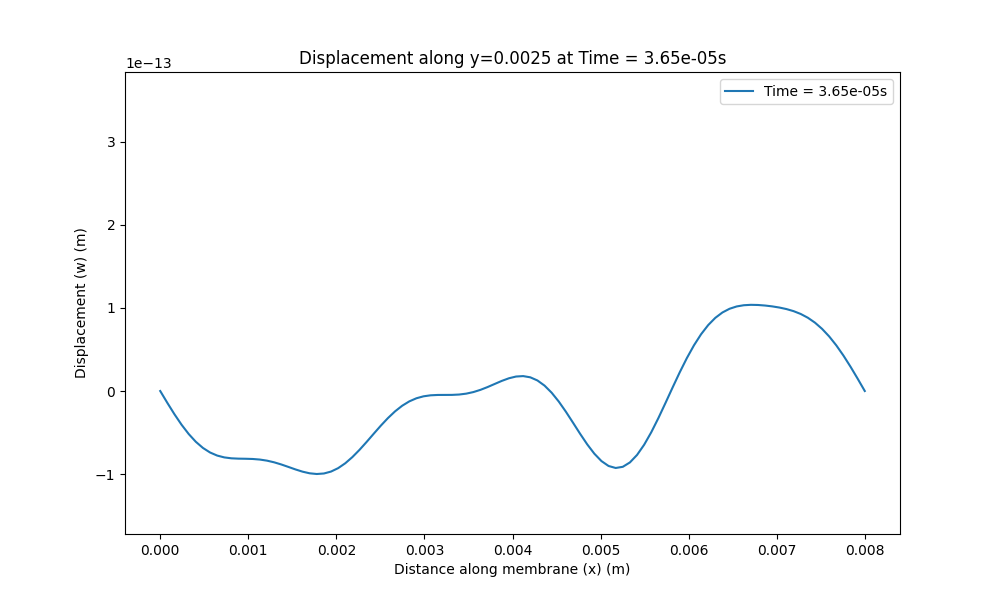 Displacement along y=0.0025 at Time = 3.65e-05s
1e−13
Time = 3.65e-05s
3
2
1
0
−1
Displacement (w) (m)
0.000 0.001 0.002 0.003 0.004 0.005 0.006 0.007 0.008
Distance along membrane (x) (m)